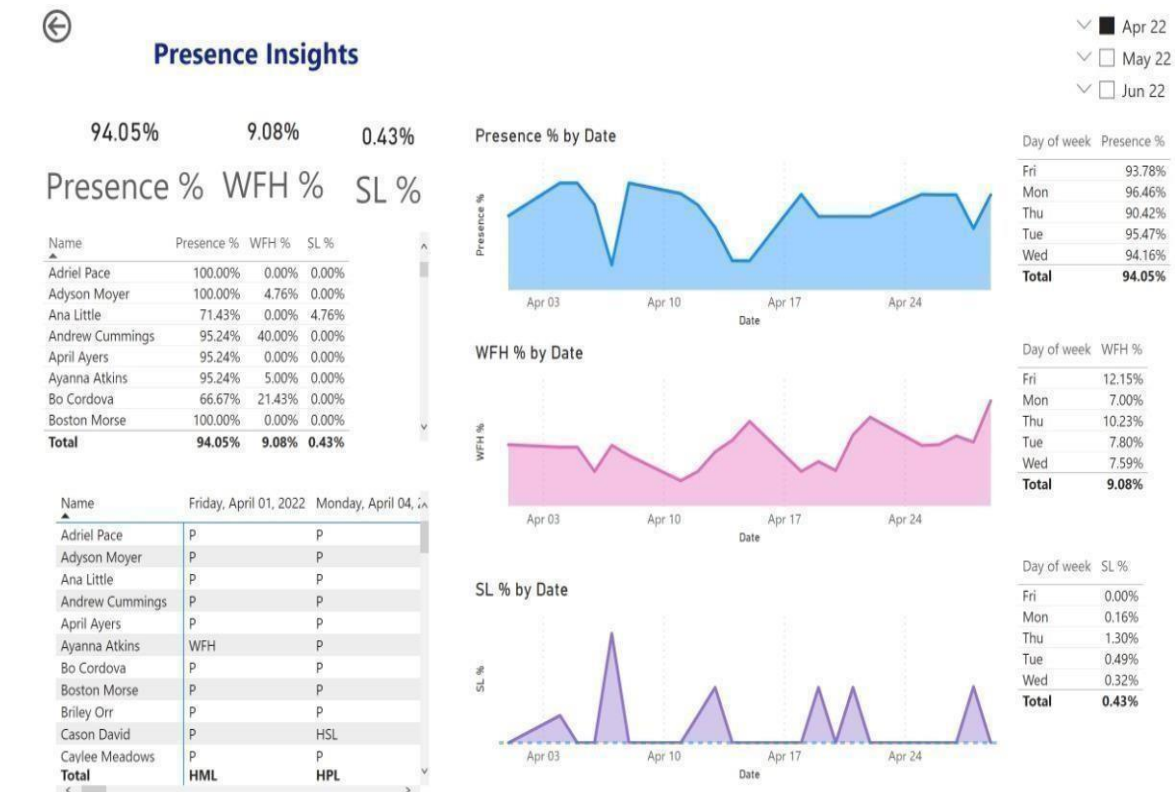 Presence Insights
Apr 22
May 22
Jun 22
94.05%
Presence %
9.08%
WFH %
0.43%
SL %
Name Presence % WFH % SL %
Adriel Pace 100.00% 0.00% 0.00%
Adyson Moyer 100.00% 4.76% 0.00%
Ana Little 71.43% 0.00% 4.76%
Andrew Cummings 95.24% 40.00% 0.00%
April Ayers 95.24% 0.00% 0.00%
Ayanna Atkins 95.24% 5.00% 0.00%
Bo Cordova 66.67% 21.43% 0.00%
Boston Morse 100.00% 0.00% 0.00%
Total 94.05% 9.08% 0.43%
Name Friday, April 01, 2022 Monday, April 04,
Adriel Pace P P
Adyson Moyer P P
Ana Little P P
Andrew Cummings P P
April Ayers P P
Ayanna Atkins WFH P
Bo Cordova P P
Boston Morse P P
Briley Orr P P
Cason David P HSL
Caylee Meadows P P
Total HML HPL
Presence % by Date
Presence %
Apr 03 Apr 10 Apr 17 Apr 24
Date
Day of week Presence %
Fri 93.78%
Mon 96.46%
Thu 90.42%
Tue 95.47%
Wed 94.16%
Total 94.05%
WFH % by Date
WFH %
Apr 03 Apr 10 Apr 17 Apr 24
Date
Day of week WFH %
Fri 12.15%
Mon 7.00%
Thu 10.23%
Tue 7.80%
Wed 7.59%
Total 9.08%
SL % by Date
SL %
Apr 03 Apr 10 Apr 17 Apr 24
Date
Day of week SL %
Fri 0.00%
Mon 0.16%
Thu 1.30%
Tue 0.49%
Wed 0.32%
Total 0.43%